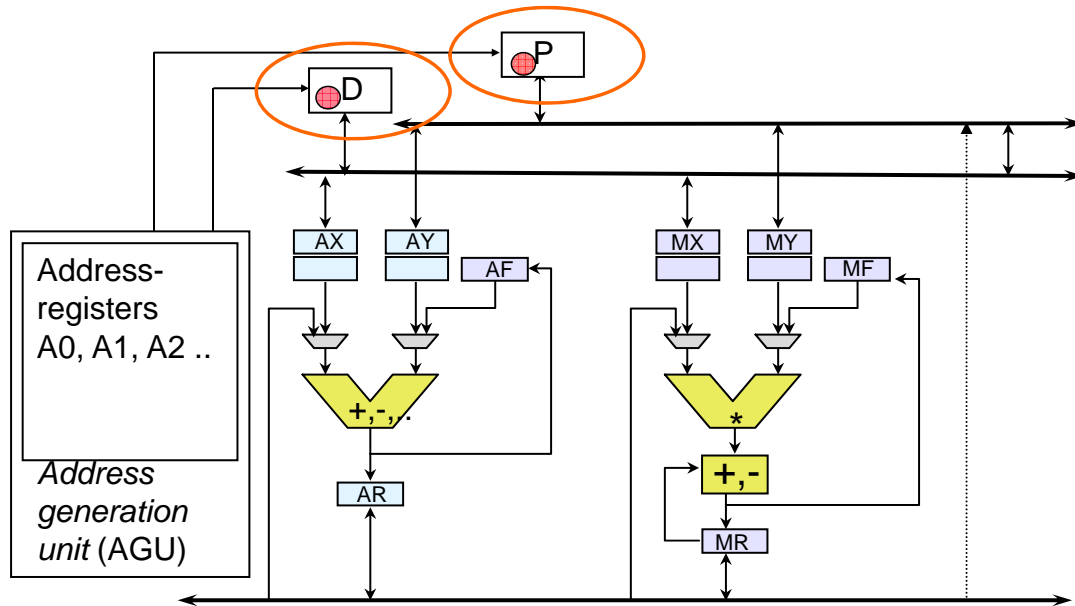 P
D
AX
AY
AF
MX
MY
MF
Address-
registers
A0, A1, A2 ..
+,-,..
*
+,-
Address
generation
unit (AGU)
AR
MR